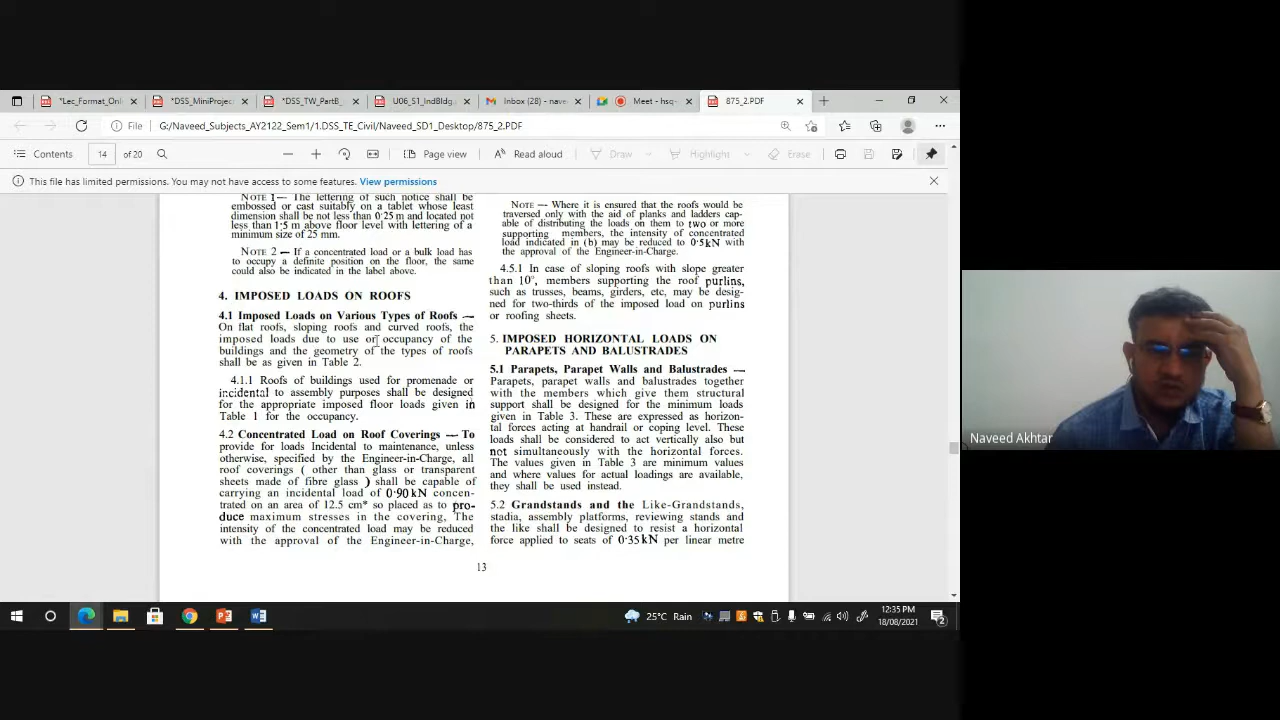 *Lec_Format_Onli
*DSS_MiniProject
*DSS_TW_PartB_
U06_S1_IndBldg.
Inbox (28) - nave
Meet - hsq-
875_2.PDF
File
G:/Naveed_Subjects_AY2122_Sem1/1.DSS_TE_Civil/Naveed_SD1_Desktop/875_2.PDF
Contents
14
of 20
Page view
Read aloud
Draw
Highlight
Erase
This file has limited permissions. You may not have access to some features. View permissions
NOTE 1— The lettering of such notice shall be
embossed or cast suitably on a tablet whose least
dimension shall be not less than 0·25 m and located not
less than 1·5 m above floor level with lettering of a
minimum size of 25 mm.
NOTE 2 — If a concentrated load or a bulk load has
to occupy a definite position on the floor, the same
could also be indicated in the label above.
4. IMPOSED LOADS ON ROOFS
4.1 Imposed Loads on Various Types of Roofs —
On flat roofs, sloping roofs and curved roofs, the
imposed loads due to use or occupancy of the
buildings and the geometry of the types of roofs
shall be as given in Table 2.
4.1.1 Roofs of buildings used for promenade or
incidental to assembly purposes shall be designed
for the appropriate imposed floor loads given in
Table 1 for the occupancy.
4.2 Concentrated Load on Roof Coverings — To
provide for loads Incidental to maintenance, unless
otherwise, specified by the Engineer-in-Charge, all
roof coverings ( other than glass or transparent
sheets made of fibre glass ) shall be capable of
carrying an incidental load of 0·90 kN concen-
trated on an area of 12.5 cm* so placed as to pro-
duce maximum stresses in the covering, The
intensity of the concentrated load may be reduced
with the approval of the Engineer-in-Charge,
NOTE — Where it is ensured that the roofs would be
traversed only with the aid of planks and ladders cap-
able of distributing the loads on them to two or more
supporting members, the intensity of concentrated
load indicated in (b) may be reduced to 0·5 kN with
the approval of the Engineer-in-Charge.
4.5.1 In case of sloping roofs with slope greater
than 10°, members supporting the roof purlins,
such as trusses, beams, girders, etc, may be desig-
ned for two-thirds of the imposed load on purlins
or roofing sheets.
5. IMPOSED HORIZONTAL LOADS ON
PARAPETS AND BALUSTRADES
5.1 Parapets, Parapet Walls and Balustrades —
Parapets, parapet walls and balustrades together
with the members which give them structural
support shall be designed for the minimum loads
given in Table 3. These are expressed as horizon-
tal forces acting at handrail or coping level. These
loads shall be considered to act vertically also but
not simultaneously with the horizontal forces.
The values given in Table 3 are minimum values
and where values for actual loadings are available,
they shall be used instead.
5.2 Grandstands and the Like-Grandstands,
stadia, assembly platforms, reviewing stands and
the like shall be designed to resist a horizontal
force applied to seats of 0·35 kN per linear metre
13
Naveed Akhtar
25°C Rain
12:35 PM
18/08/2021
2